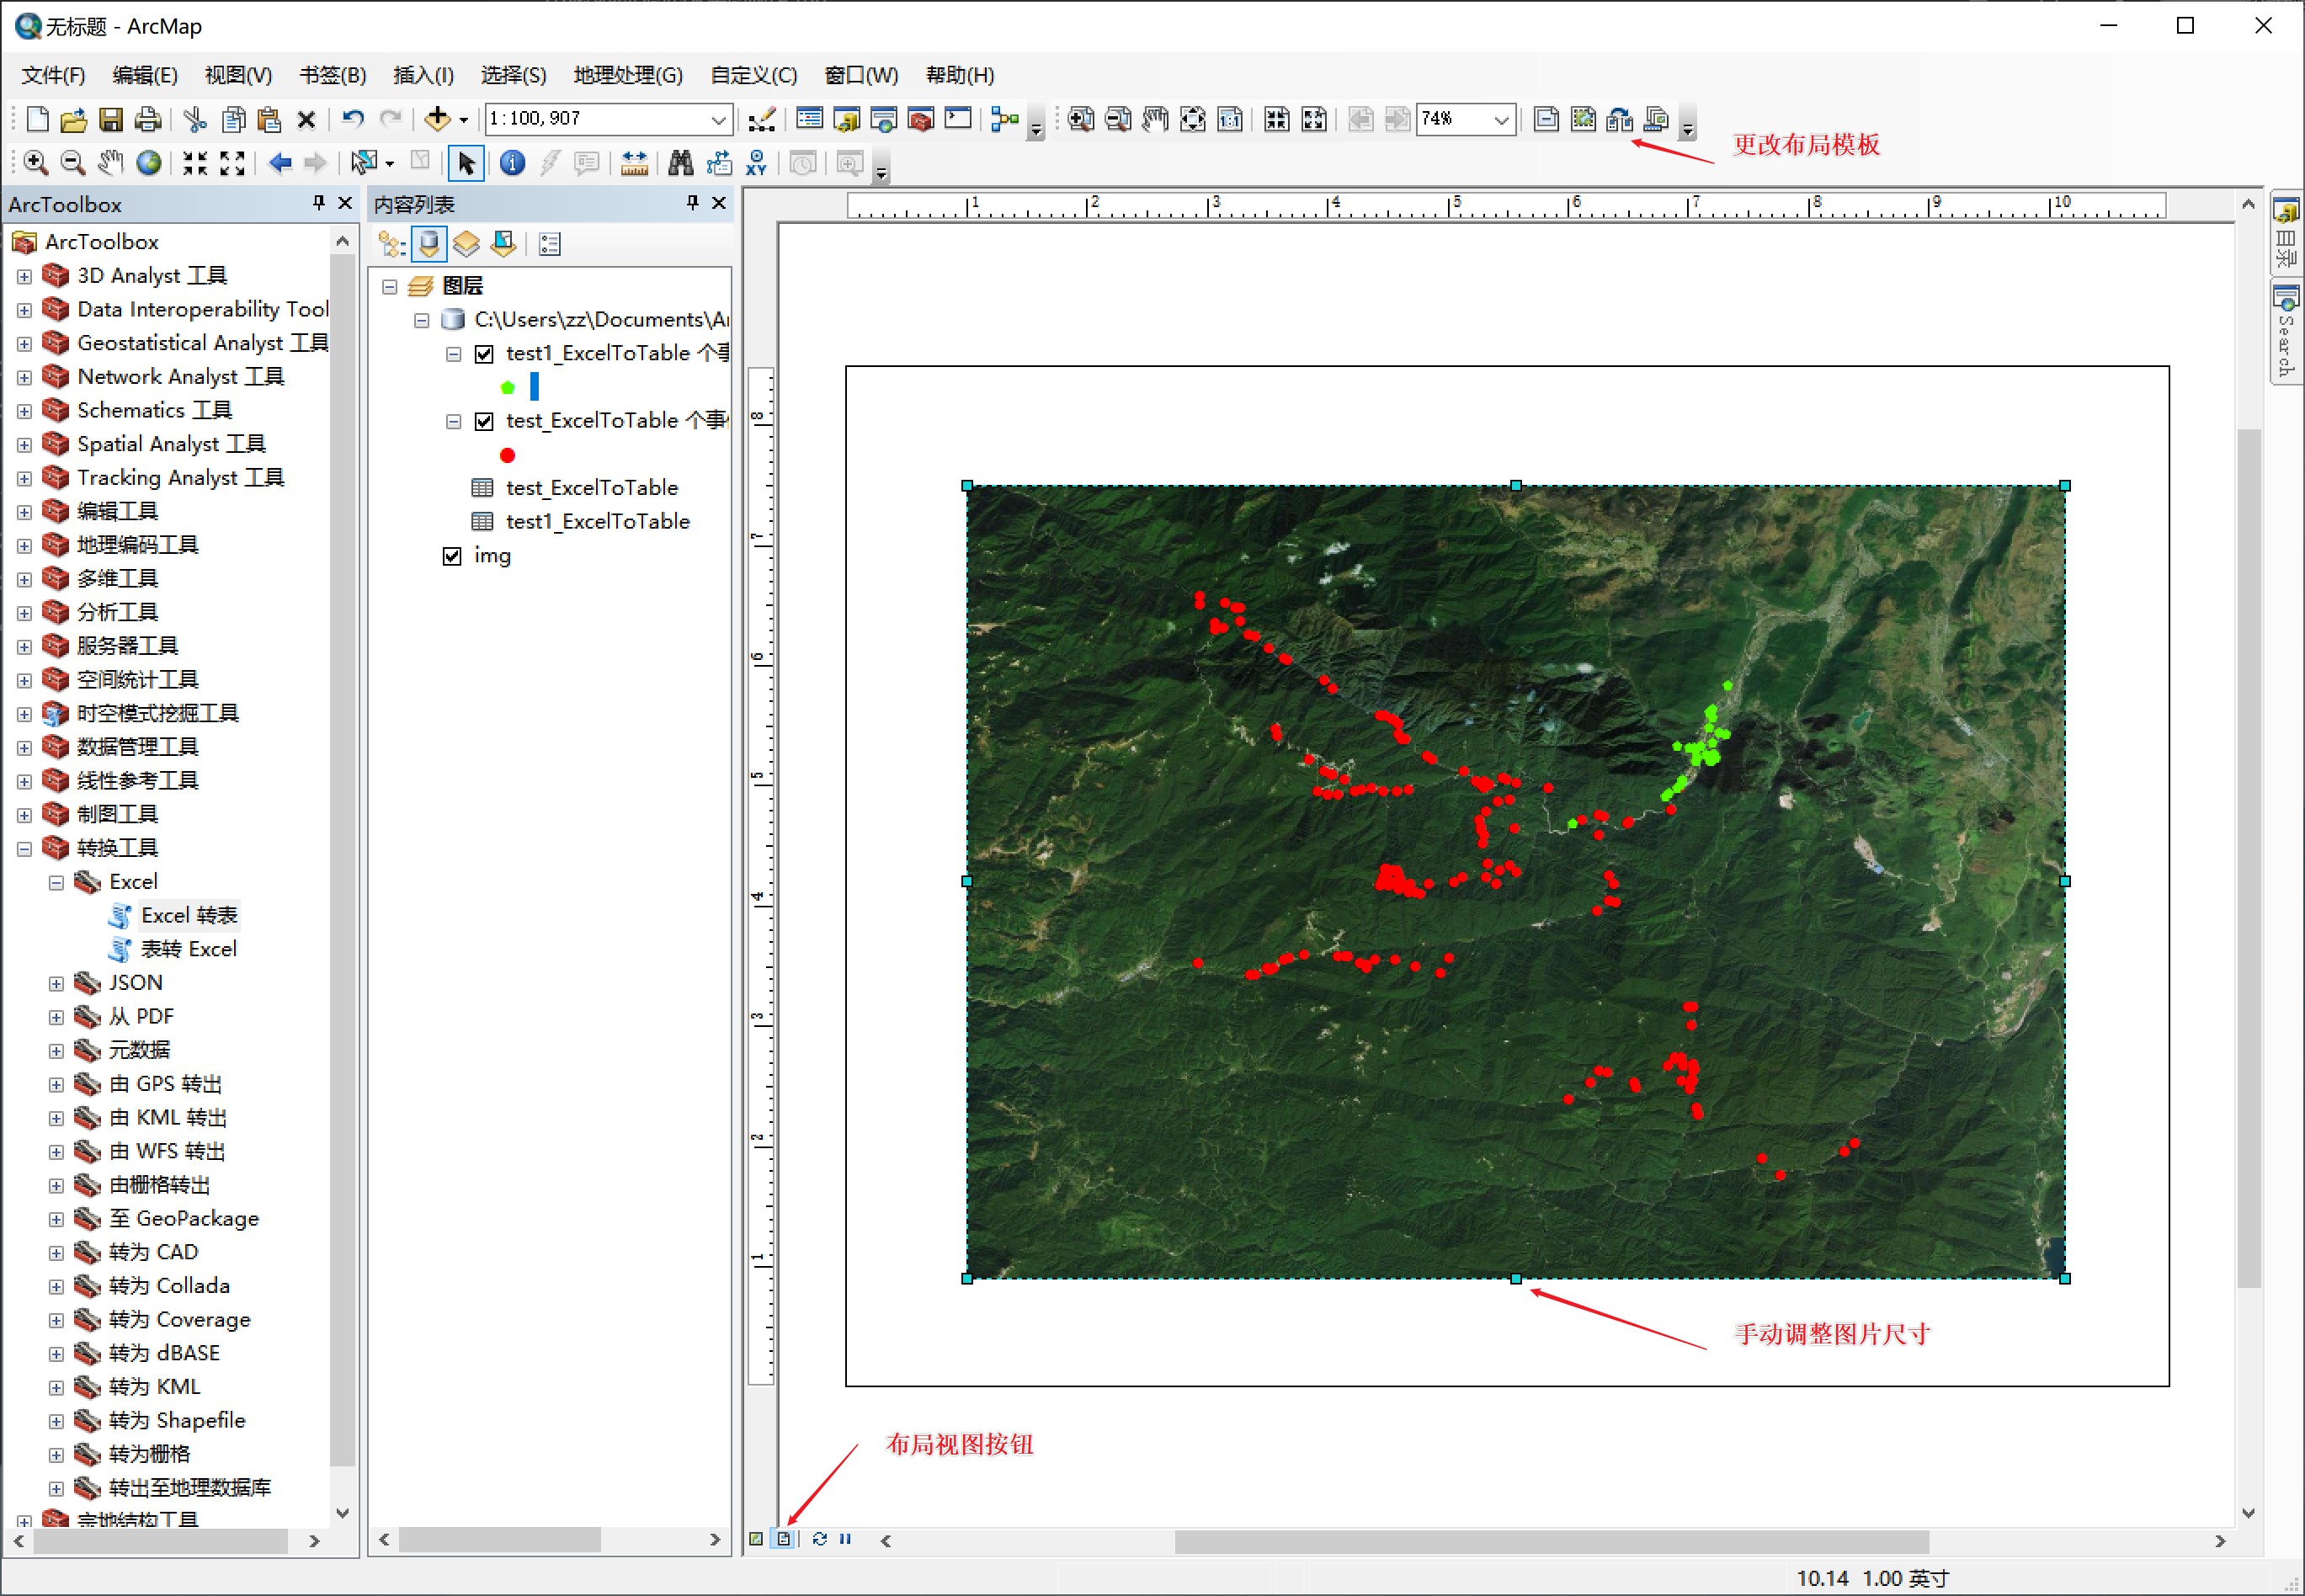 无标题 - ArcMap
文件(F) 编辑(E) 视图(V) 书签(B) 插入(I) 选择(S) 地理处理(G) 自定义(C) 窗口(W) 帮助(H)
1:100,907
1:1
74%
更改布局模板
XY
ArcToolbox
内容列表
ArcToolbox
3D Analyst 工具
Data Interoperability Tool
Geostatistical Analyst 工具
Network Analyst 工具
Schematics 工具
Spatial Analyst 工具
Tracking Analyst 工具
编辑工具
地理编码工具
多维工具
分析工具
服务器工具
空间统计工具
时空模式挖掘工具
数据管理工具
线性参考工具
制图工具
转换工具
Excel
Excel 转表
表转 Excel
JSON
从 PDF
元数据
由 GPS 转出
由 KML 转出
由 WFS 转出
由栅格转出
至 GeoPackage
转为 CAD
转为 Collada
转为 Coverage
转为 dBASE
转为 KML
转为 Shapefile
转为栅格
转出至地理数据库
宗地结构工具
图层
C:\Users\zz\Documents\Ar
test1_ExcelToTable 个事
test_ExcelToTable 个事件
test_ExcelToTable
test1_ExcelToTable
img
1 2 3 4 5 6 7 8 9 10
8
7
6
5
4
3
2
1
目录
Search
手动调整图片尺寸
布局视图按钮
10.14 1.00 英寸